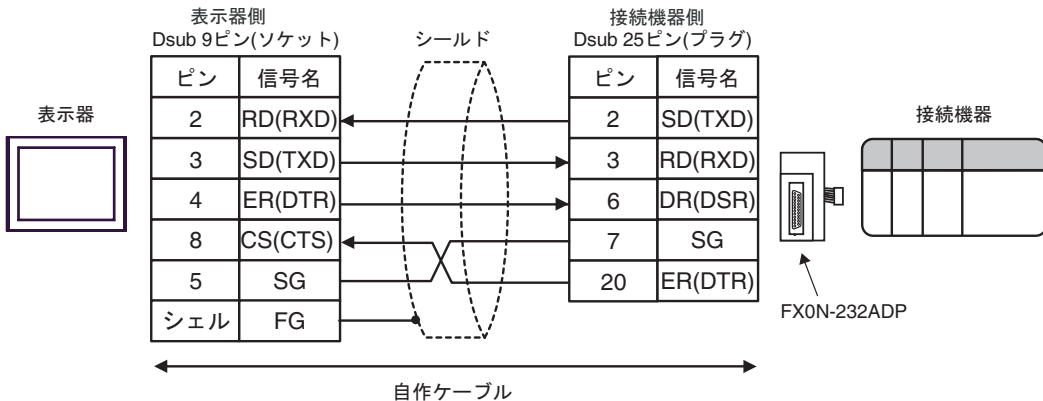 表示器側
Dsub 9ピン(ソケット)
シールド
接続機器側
Dsub 25ピン(プラグ)
表示器
ピン 信号名
2 RD(RXD)
3 SD(TXD)
4 ER(DTR)
8 CS(CTS)
5 SG
シェル FG
ピン 信号名
2 SD(TXD)
3 RD(RXD)
6 DR(DSR)
7 SG
20 ER(DTR)
接続機器
FX0N-232ADP
自作ケーブル